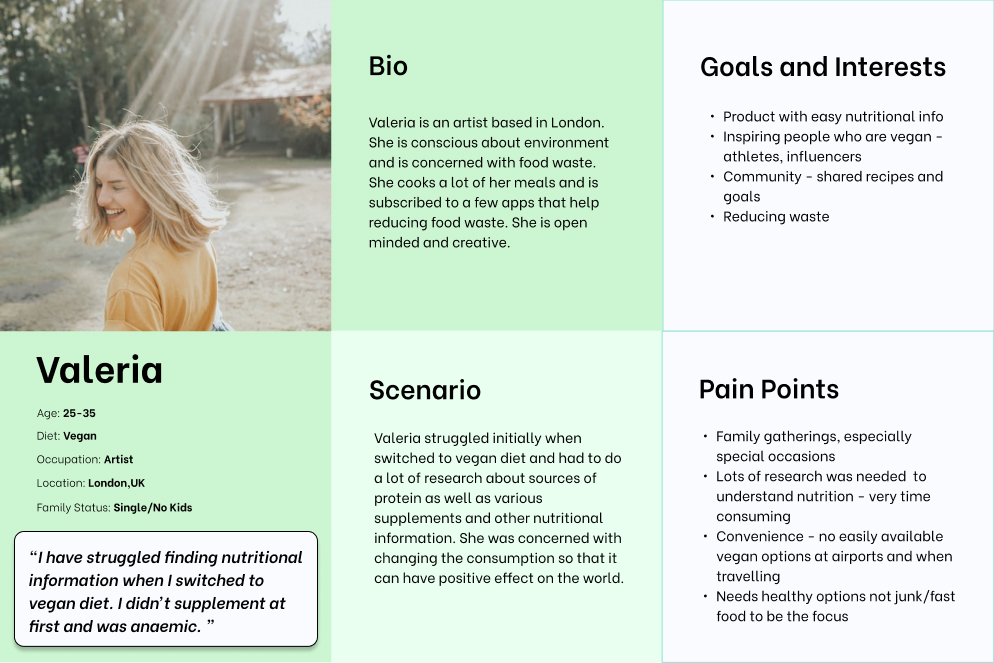 Bio
Valeria is an artist based in London.
She is conscious about environment
and is concerned with food waste.
She cooks a lot of her meals and is
subscribed to a few apps that help
reducing food waste. She is open
minded and creative.
Goals and Interests
• Product with easy nutritional info
• Inspiring people who are vegan -
athletes, influencers
• Community - shared recipes and
goals
• Reducing waste
Valeria
Age: 25-35
Diet: Vegan
Occupation: Artist
Location: London,UK
Family Status: Single/No Kids
“I have struggled finding nutritional
information when I switched to
vegan diet. I didn’t supplement at
first and was anaemic. ”
Scenario
Valeria struggled initially when
switched to vegan diet and had to do
a lot of research about sources of
protein as well as various
supplements and other nutritional
information. She was concerned with
changing the consumption so that it
can have positive effect on the world.
Pain Points
• Family gatherings, especially
special occasions
• Lots of research was needed  to
understand nutrition - very time
consuming
• Convenience - no easily available
vegan options at airports and when
travelling
• Needs healthy options not junk/fast
food to be the focus